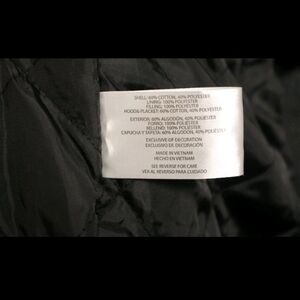 SHELL: 60% COTTON, 40% POLYESTER
LINING: 100% POLYESTER
FILLING: 100% POLYESTER
HOOD&PLACKET: 60% COTTON, 40% POLYESTER
EXTERIOR: 60% ALGODÓN, 40% POLIESTER
FORRO: 100% POLIESTER
RELLENO: 100% POLIESTER
CAPUCHA Y TAPETA: 60% ALGODÓN, 40% POLIESTER
EXCLUSIVE OF DECORATION
EXCLUSIVO DE DECORACIÓN
MADE IN VIETNAM
HECHO EN VIETNAM
SEE REVERSE FOR CARE
VER AL REVERSO PARA CUIDADO